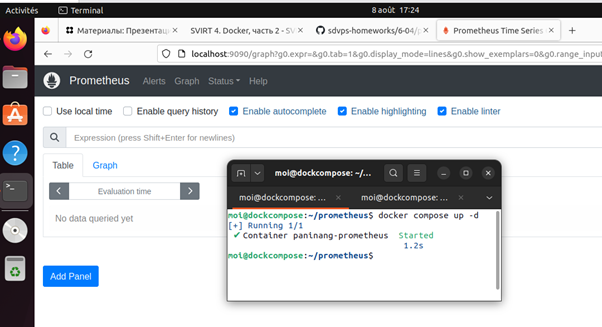 Activités
Terminal
8 août 17:24
Материалы: Презентаци
SVIRT 4. Docker, часть 2 - SV
sdvps-homeworks/6-04/
Prometheus Time Series
localhost:9090/graph?g0.expr=&g0.tab=1&g0.display_mode=lines&g0.show_exemplars=0&g0.range_input
Prometheus
Alerts
Graph
Status
Help
Use local time
Enable query history
Enable autocomplete
Enable highlighting
Enable linter
Expression (press Shift+Enter for newlines)
Table
Graph
Evaluation time
No data queried yet
Add Panel
moi@dockcompose: ~/...
moi@dockcompose: ...
moi@dockcompose: ~/...
moi@dockcompose:~/prometheus$ docker compose up -d
[+] Running 1/1
✔ Container paninang-prometheus Started
1.2s
moi@dockcompose:~/prometheus$